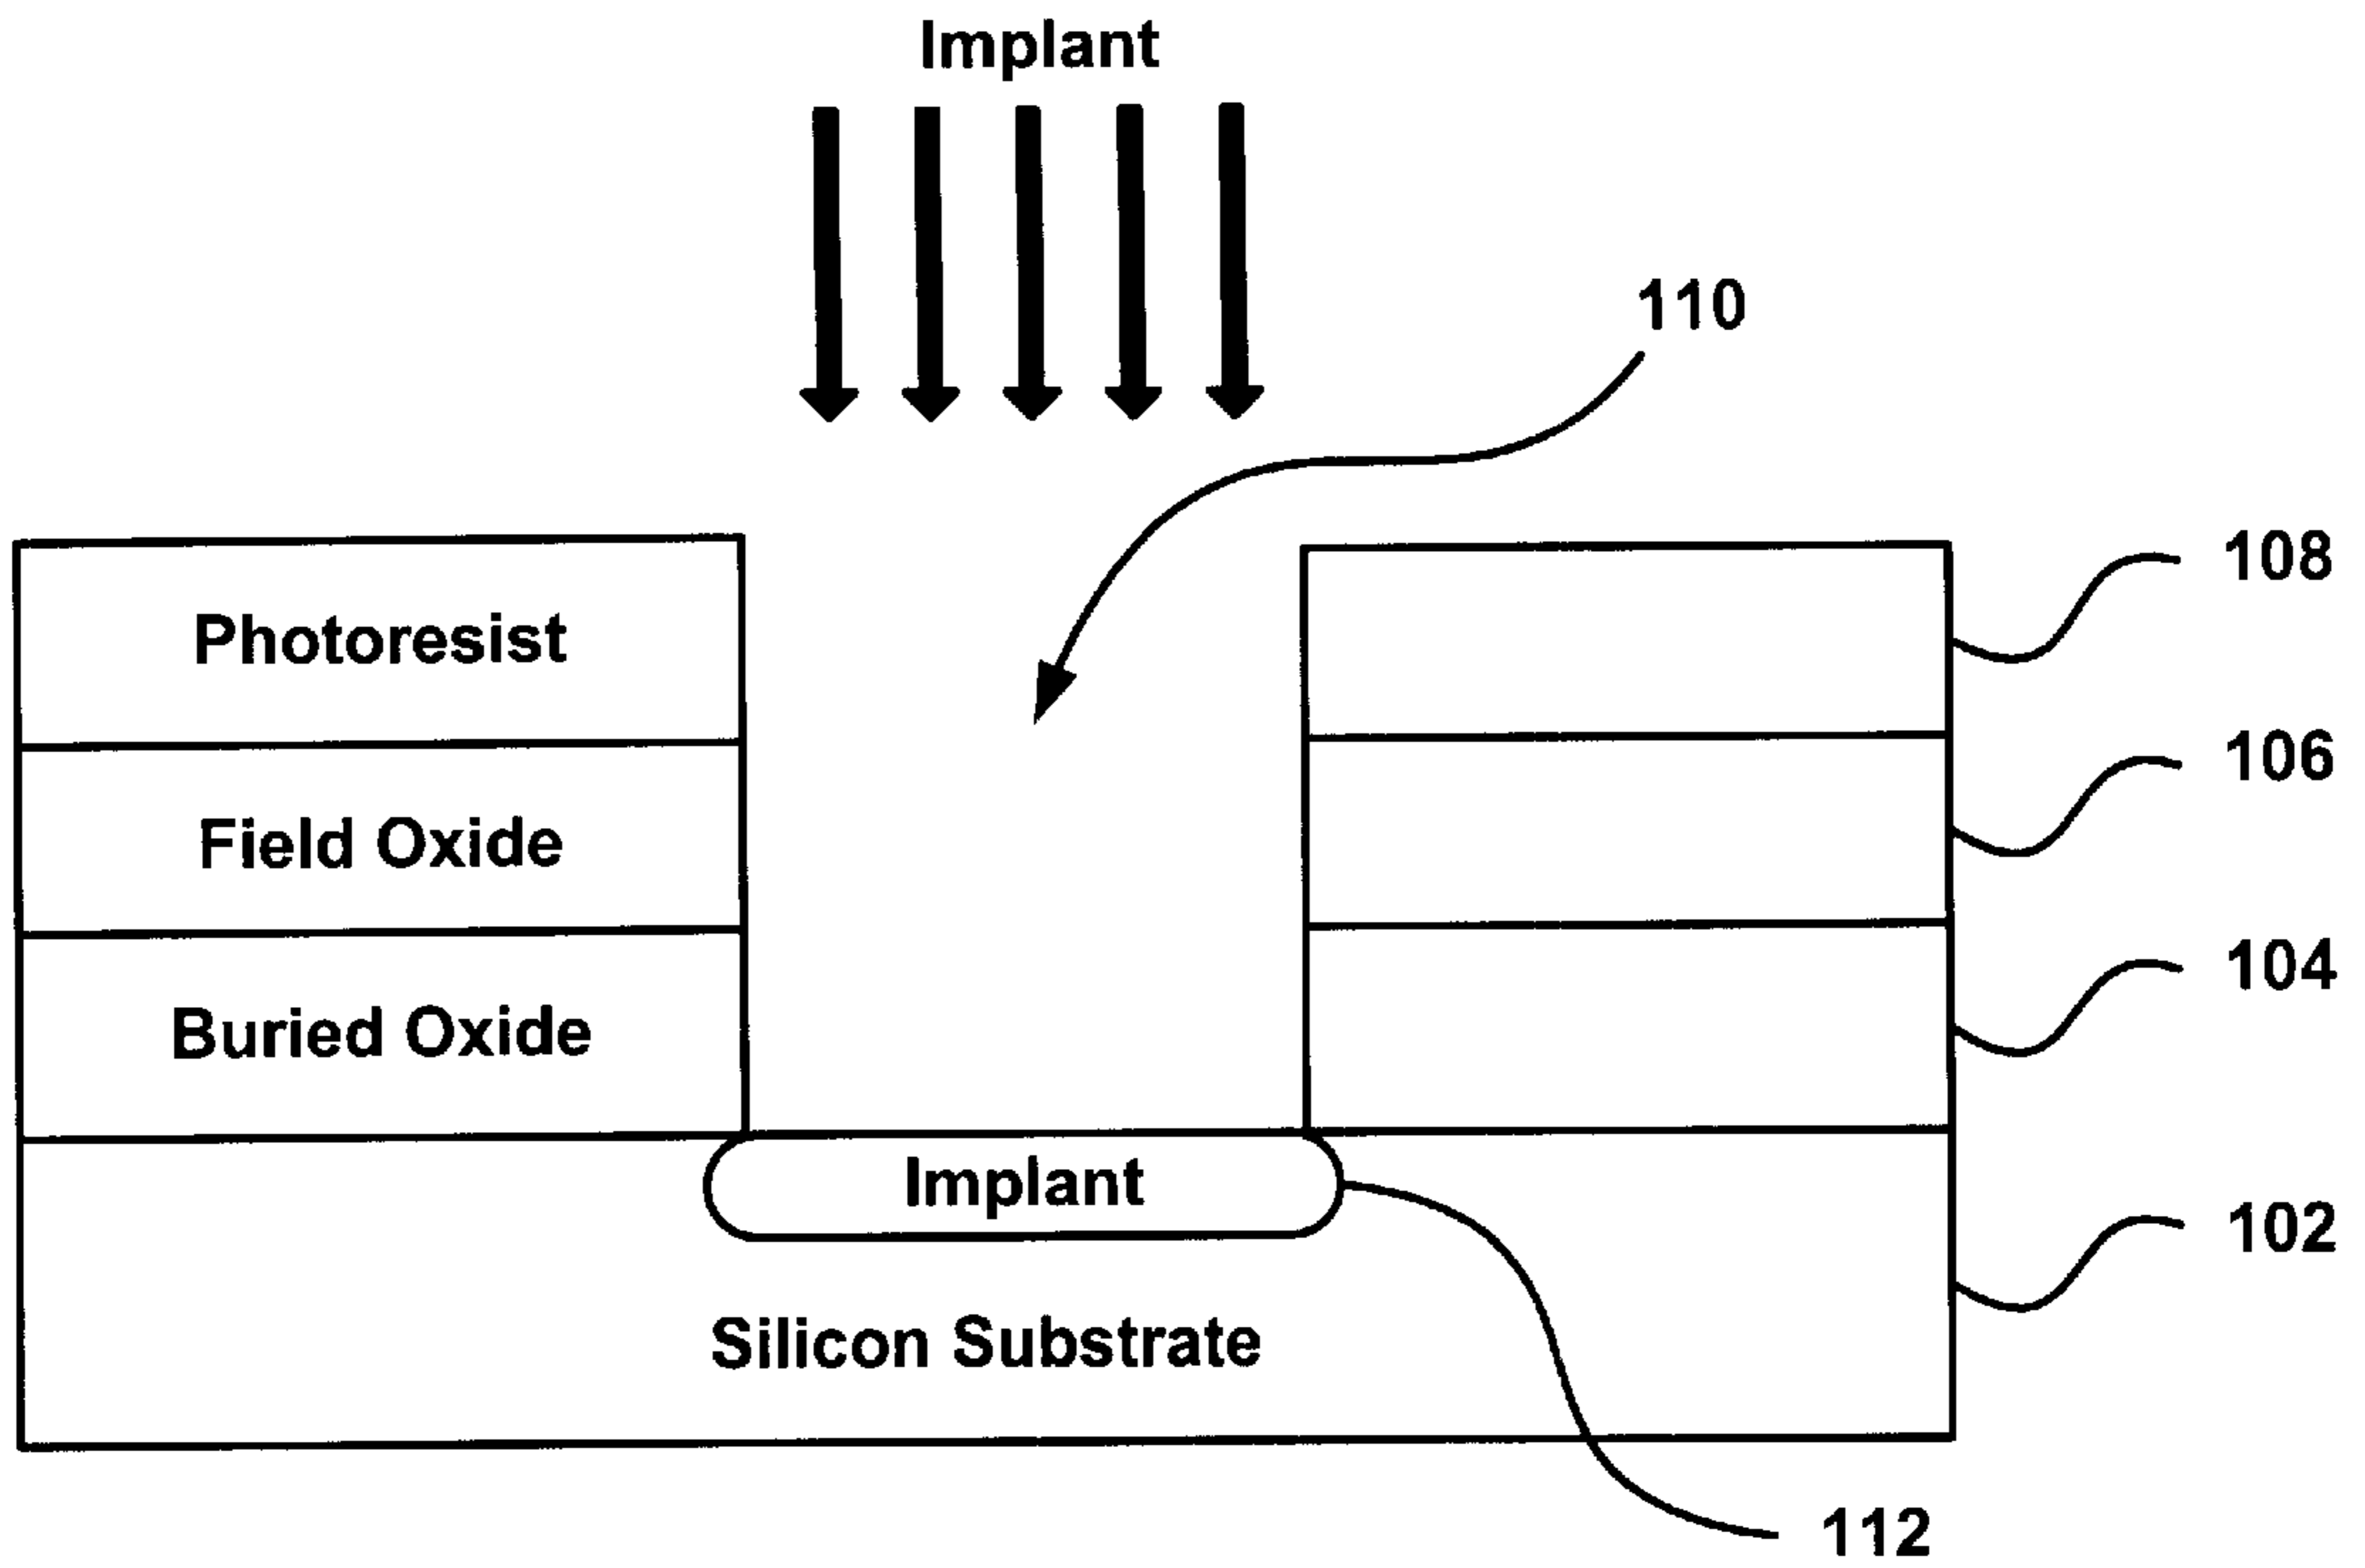 Implant
110
108
Photoresist
106
Field Oxide
104
Buried Oxide
Implant
102
Silicon Substrate
112